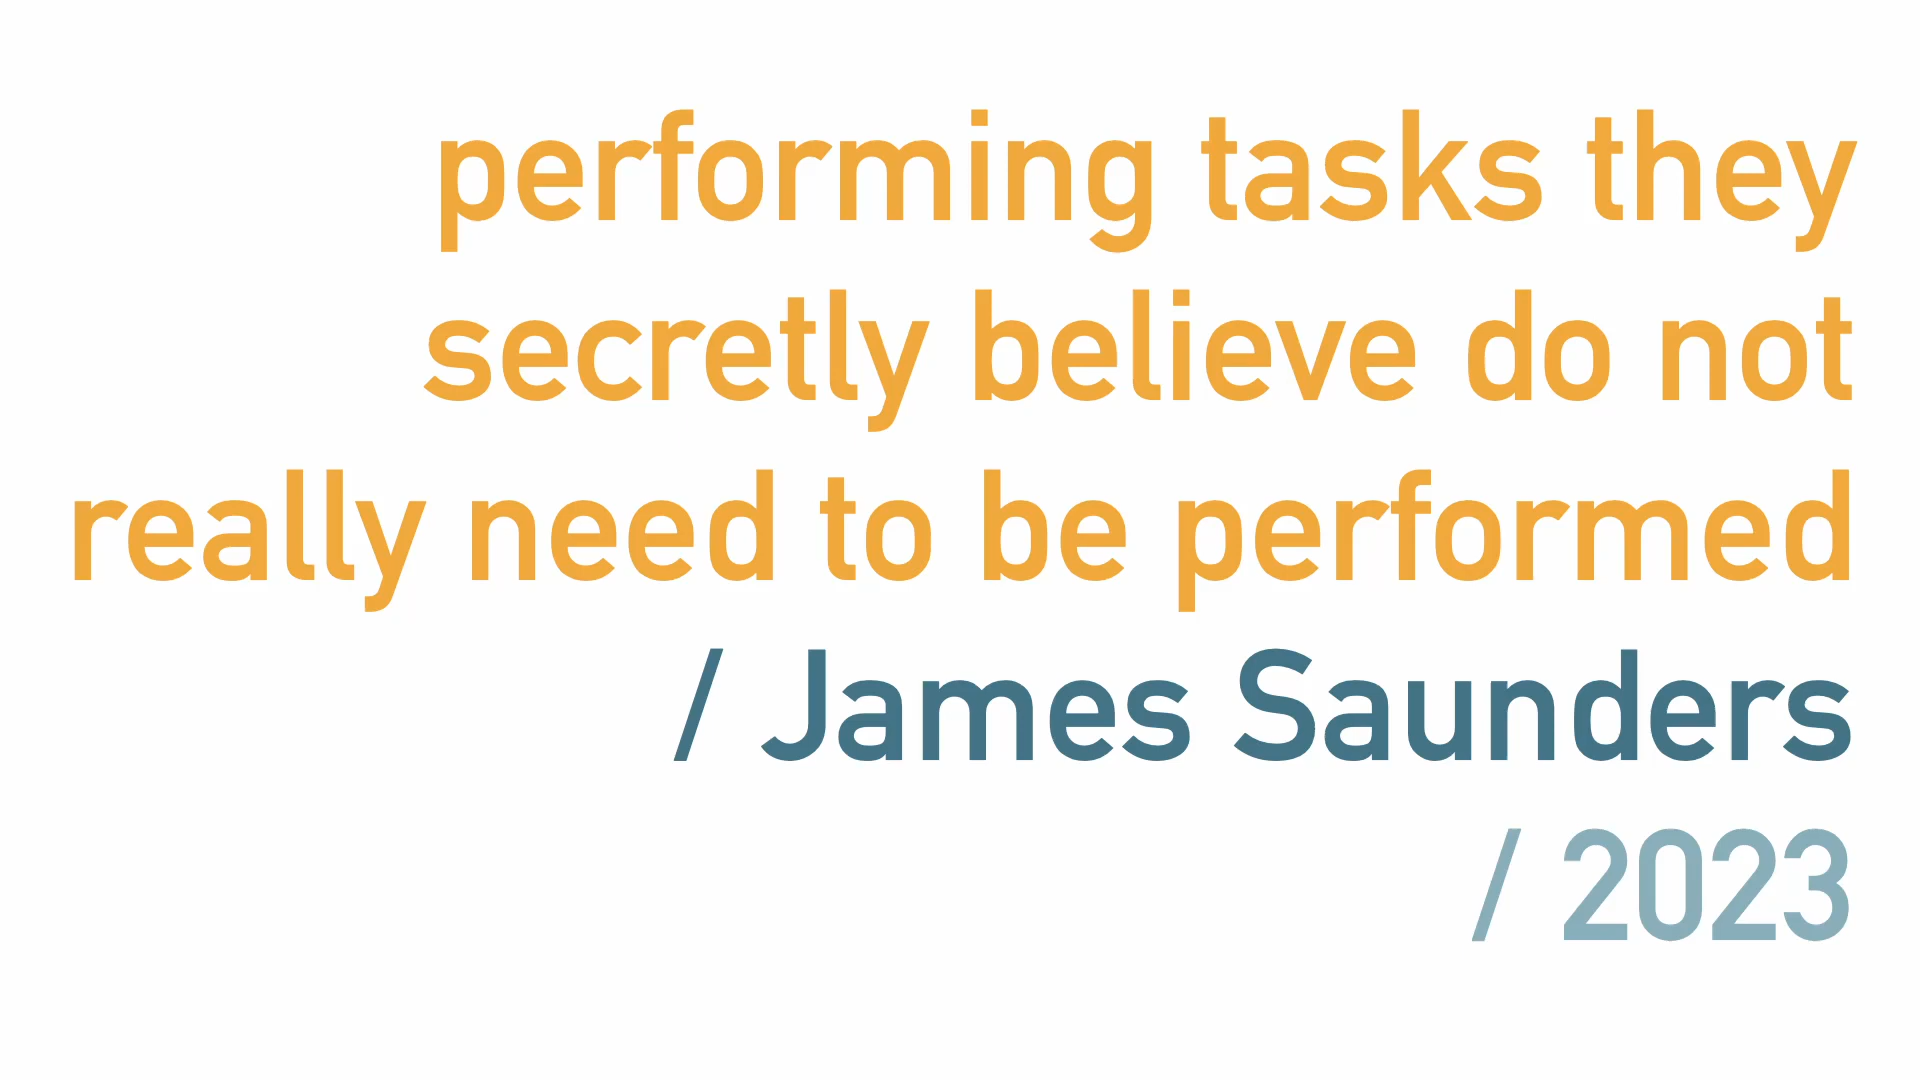 performing tasks they
secretly believe do not
really need to be performed
/ James Saunders
/ 2023